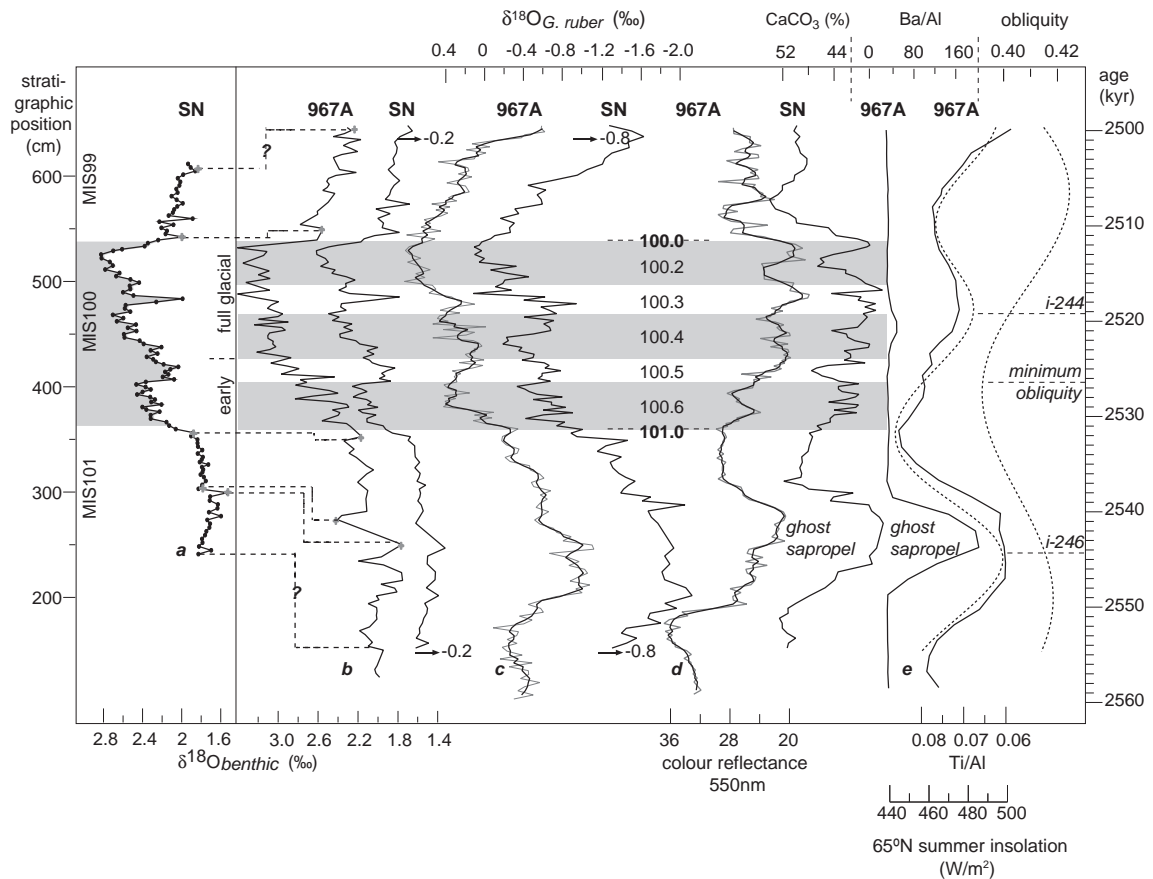 δ18OG. ruber (‰) CaCO3 (%) Ba/Al obliquity
0.4 0 -0.4 -0.8 -1.2 -1.6 -2.0 52 44 0 80 160 0.40 0.42
strati-
graphic
position
(cm)
age
(kyr)
SN 967A SN 967A SN 967A SN 967A 967A
-0.2 -0.8
2500
MIS99
600
?
2510
100.0
MIS100
full glacial
100.2
500
100.3
i-244
2520
100.4
early
100.5
minimum
obliquity
400
100.6
2530
101.0
MIS101
300
2540
ghost
sapropel
ghost
sapropel
i-246
a
200
?
2550
-0.2 -0.8
b c d e
2560
2.8 2.4 2 1.6 3.0 2.6 2.2 1.8 1.4 36 28 20 0.08 0.07 0.06
δ18Obenthic (‰)
colour reflectance
550nm
Ti/Al
440 460 480 500
65ºN summer insolation
(W/m2)